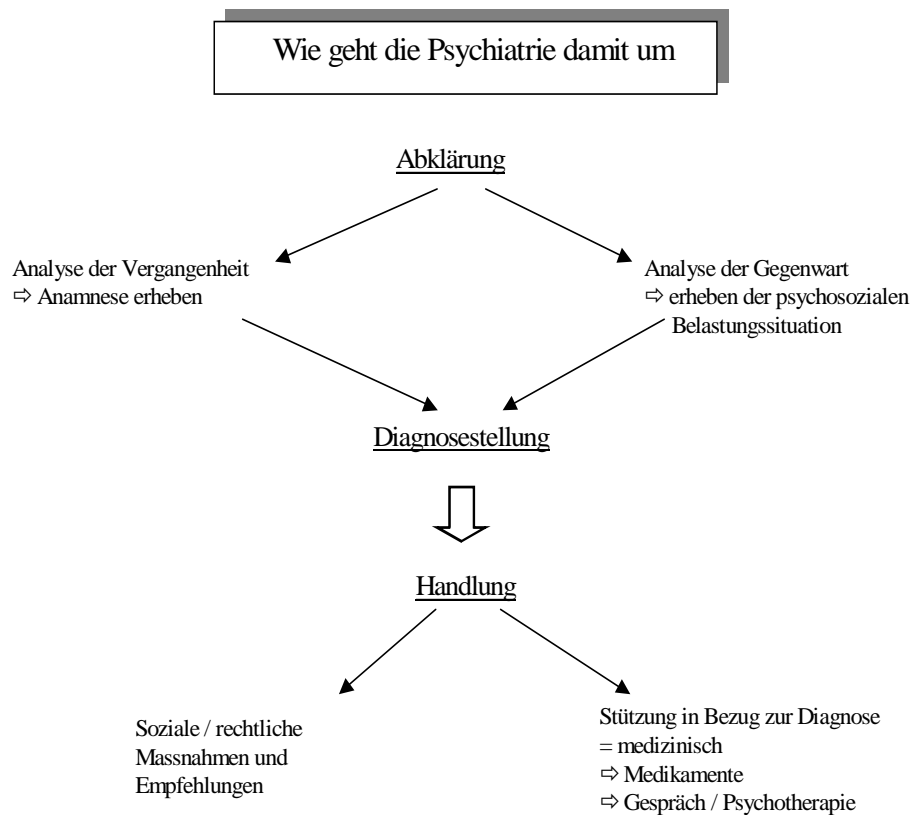 Wie geht die Psychiatrie damit um
Abklärung
Analyse der Vergangenheit
⇨ Anamnese erheben
Analyse der Gegenwart
⇨ erheben der psychosozialen
Belastungssituation
Diagnosestellung
Handlung
Soziale / rechtliche
Massnahmen und
Empfehlungen
Stützung in Bezug zur Diagnose
= medizinisch
⇨ Medikamente
⇨ Gespräch / Psychotherapie